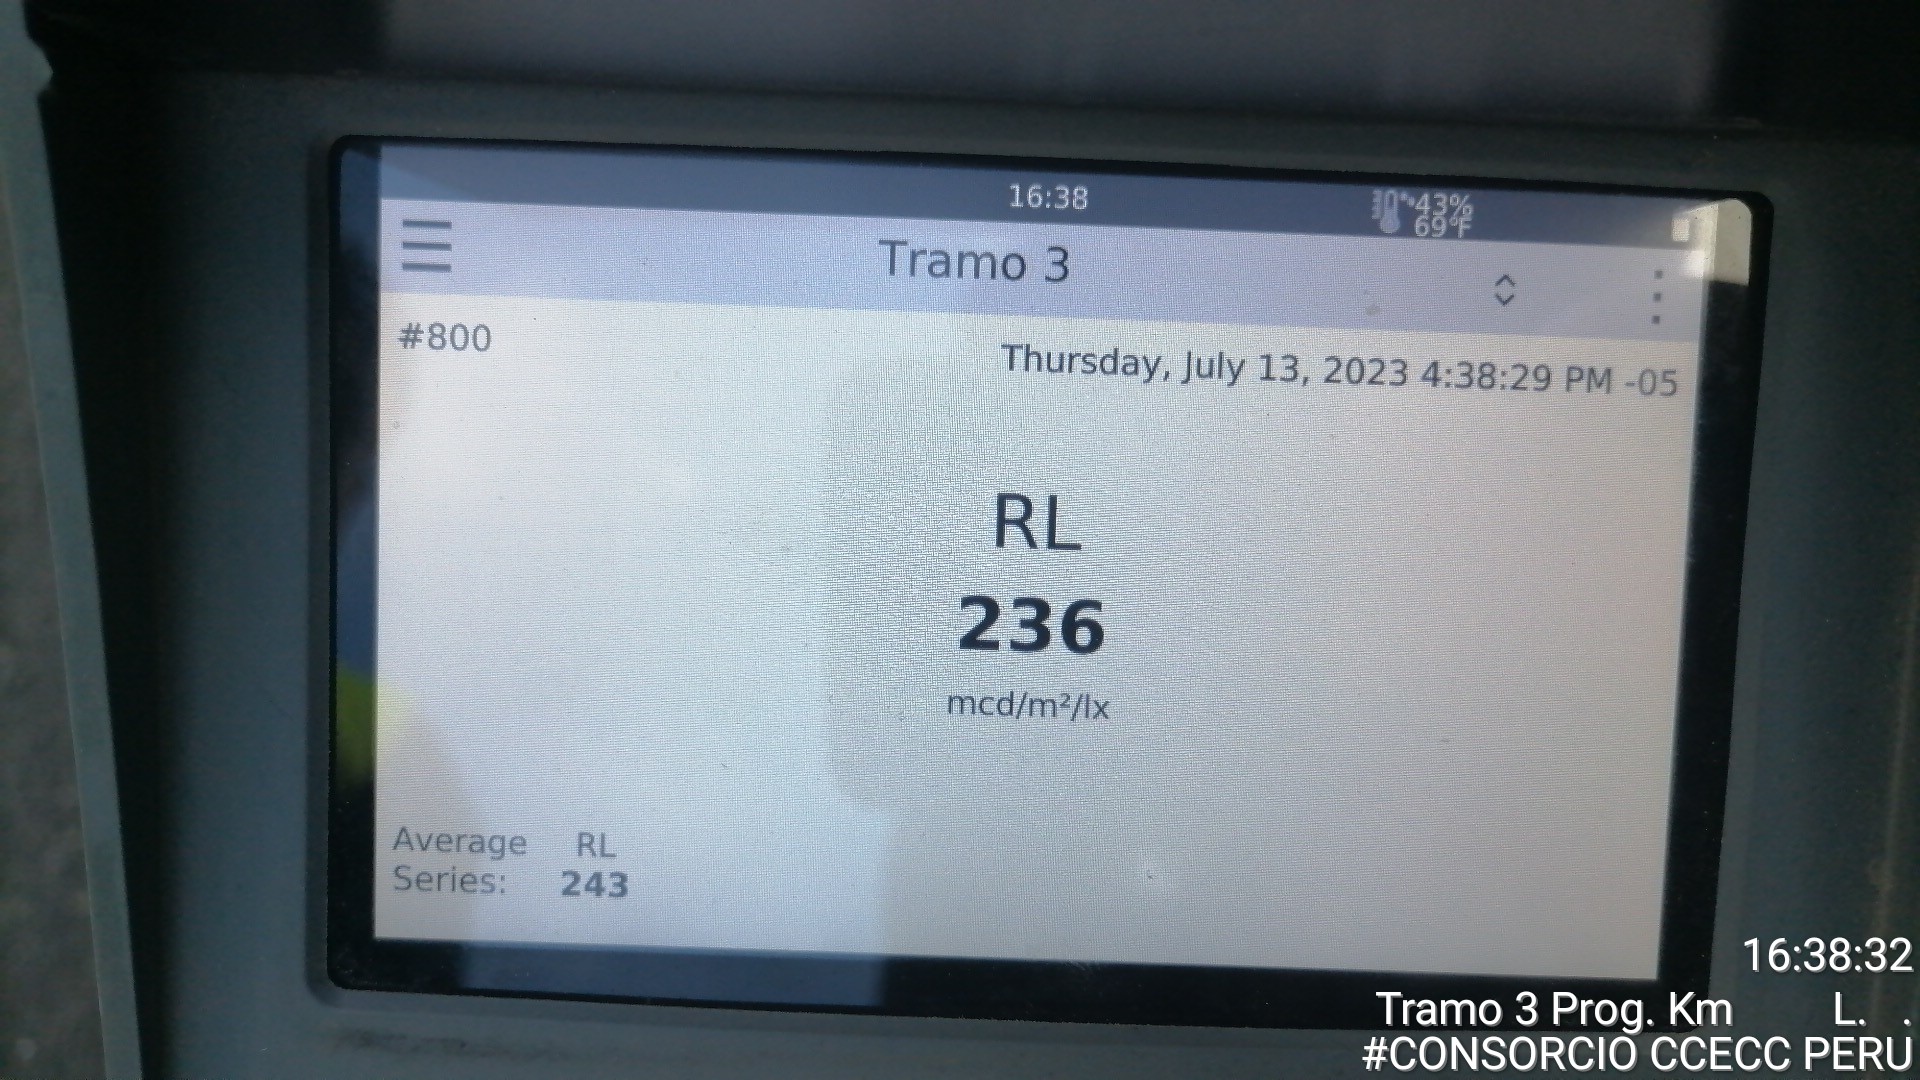 16:38
43%
69°F
Tramo 3
#800
Thursday, July 13, 2023 4:38:29 PM -05
RL
236
mcd/m²/lx
Average RL
Series: 243
16:38:32
Tramo 3 Prog. Km L. .
#CONSORCIO CCECC PERU